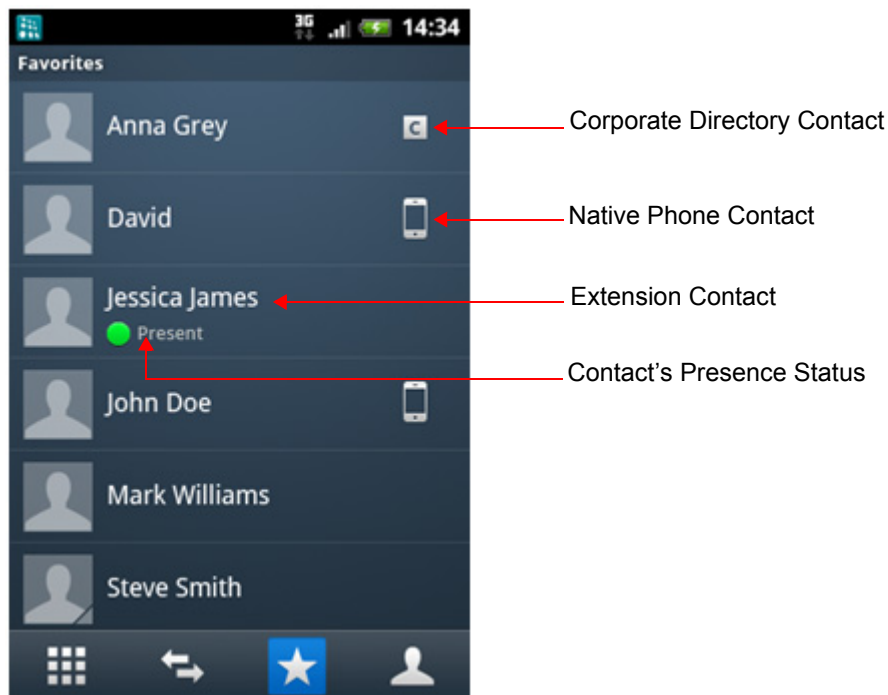 3G 14:34
Favorites
Anna Grey
C
Corporate Directory Contact
David
Native Phone Contact
Jessica James
Extension Contact
Present
Contact’s Presence Status
John Doe
Mark Williams
Steve Smith